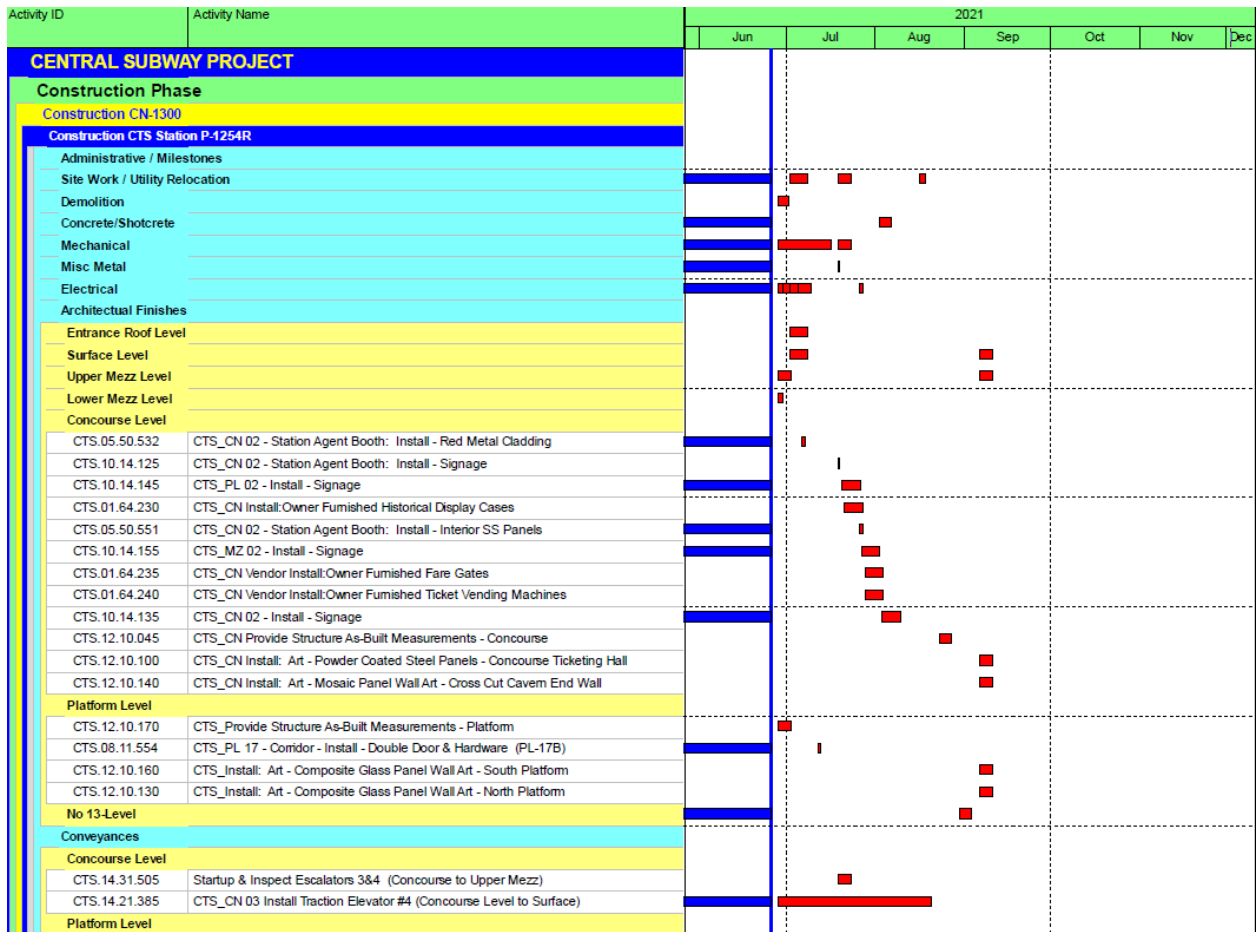 Activity ID Activity Name 2021
Jun Jul Aug Sep Oct Nov Dec
CENTRAL SUBWAY PROJECT
Construction Phase
Construction CN-1300
Construction CTS Station P-1254R
Administrative / Milestones
Site Work / Utility Relocation
Demolition
Concrete/Shotcrete
Mechanical
Misc Metal
Electrical
Architectual Finishes
Entrance Roof Level
Surface Level
Upper Mezz Level
Lower Mezz Level
Concourse Level
CTS.05.50.532 CTS_CN 02 - Station Agent Booth: Install - Red Metal Cladding
CTS.10.14.125 CTS_CN 02 - Station Agent Booth: Install - Signage
CTS.10.14.145 CTS_PL 02 - Install - Signage
CTS.01.64.230 CTS_CN Install:Owner Furnished Historical Display Cases
CTS.05.50.551 CTS_CN 02 - Station Agent Booth: Install - Interior SS Panels
CTS.10.14.155 CTS_MZ 02 - Install - Signage
CTS.01.64.235 CTS_CN Vendor Install:Owner Furnished Fare Gates
CTS.01.64.240 CTS_CN Vendor Install:Owner Furnished Ticket Vending Machines
CTS.10.14.135 CTS_CN 02 - Install - Signage
CTS.12.10.045 CTS_CN Provide Structure As-Built Measurements - Concourse
CTS.12.10.100 CTS_CN Install: Art - Powder Coated Steel Panels - Concourse Ticketing Hall
CTS.12.10.140 CTS_CN Install: Art - Mosaic Panel Wall Art - Cross Cut Cavern End Wall
Platform Level
CTS.12.10.170 CTS_Provide Structure As-Built Measurements - Platform
CTS.08.11.554 CTS_PL 17 - Corridor - Install - Double Door & Hardware (PL-17B)
CTS.12.10.160 CTS_Install: Art - Composite Glass Panel Wall Art - South Platform
CTS.12.10.130 CTS_Install: Art - Composite Glass Panel Wall Art - North Platform
No 13-Level
Conveyances
Concourse Level
CTS.14.31.505 Startup & Inspect Escalators 3&4 (Concourse to Upper Mezz)
CTS.14.21.385 CTS_CN 03 Install Traction Elevator #4 (Concourse Level to Surface)
Platform Level